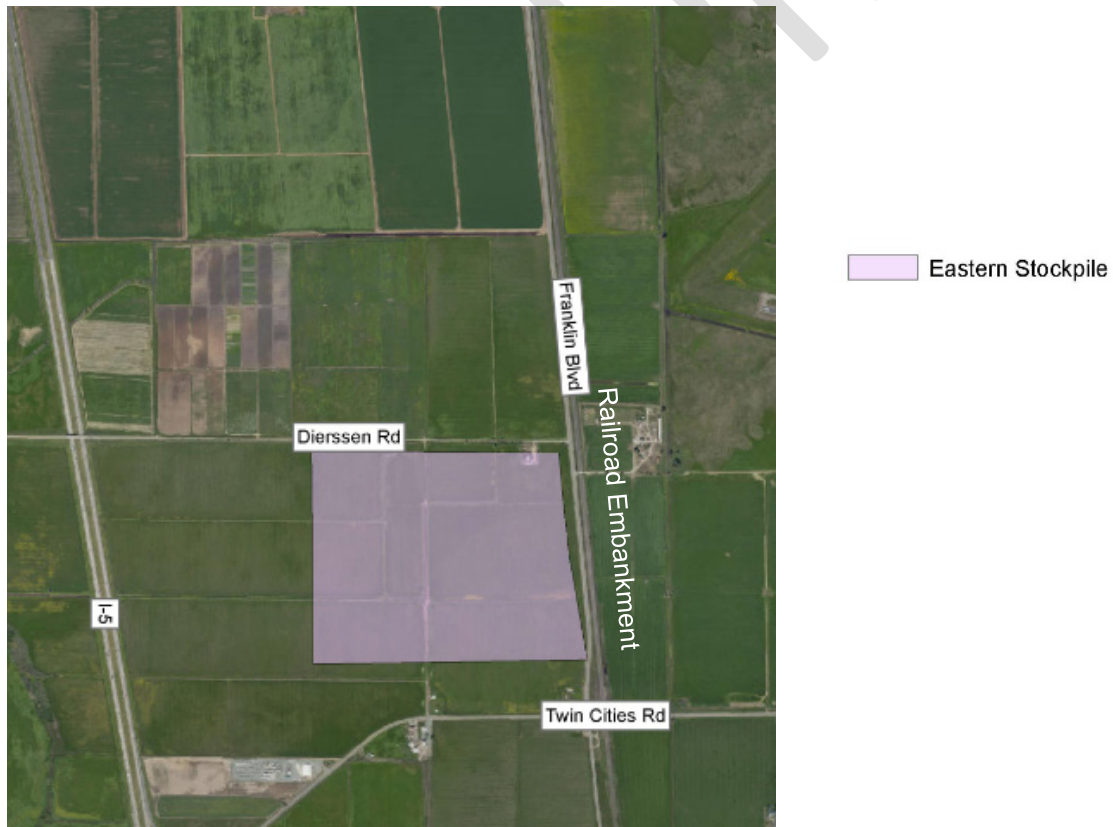 Franklin Blvd
Eastern Stockpile
Railroad Embankment
Dierssen Rd
I-5
Twin Cities Rd